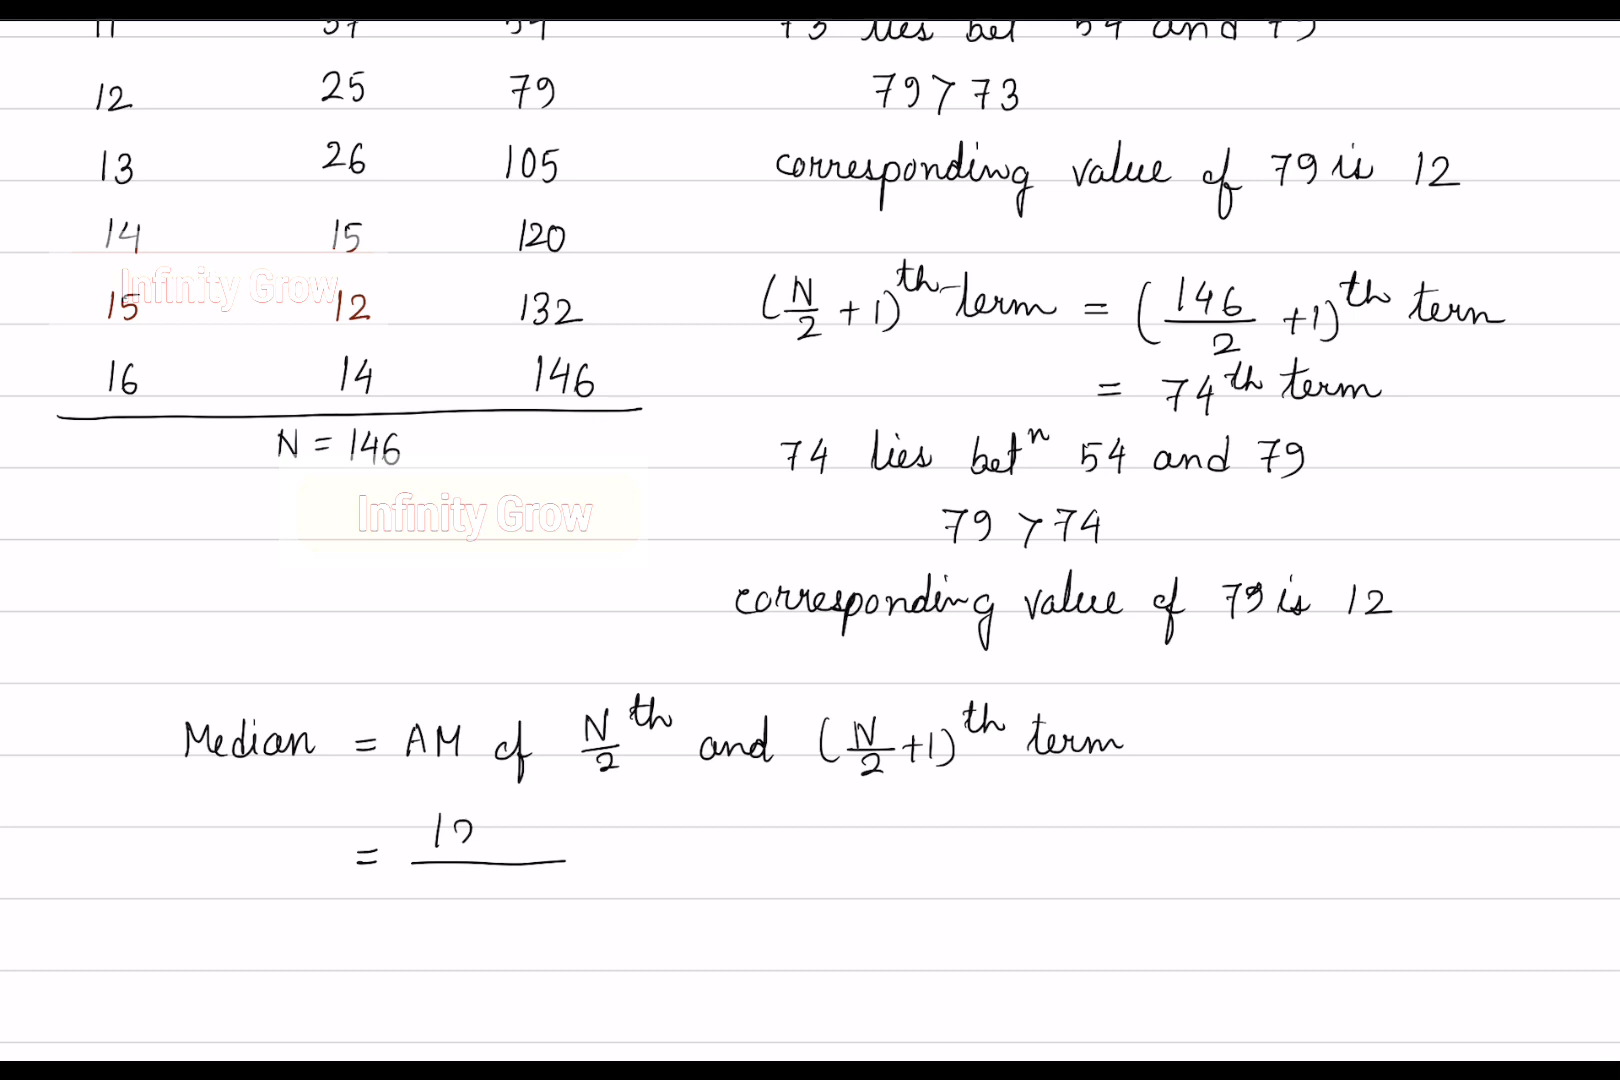 12 25 79
79 > 73
13 26 105
corresponding value of 79 is 12
14 15 120
Infinity Grow
15 12 132
(N/2 + 1)th term = (146/2 + 1)th term
16 14 146
= 74th term
N = 146
74 lies betn 54 and 79
Infinity Grow
79 > 74
corresponding value of 79 is 12
Median = AM of N/2 th and (N/2 + 1)th term
= 12